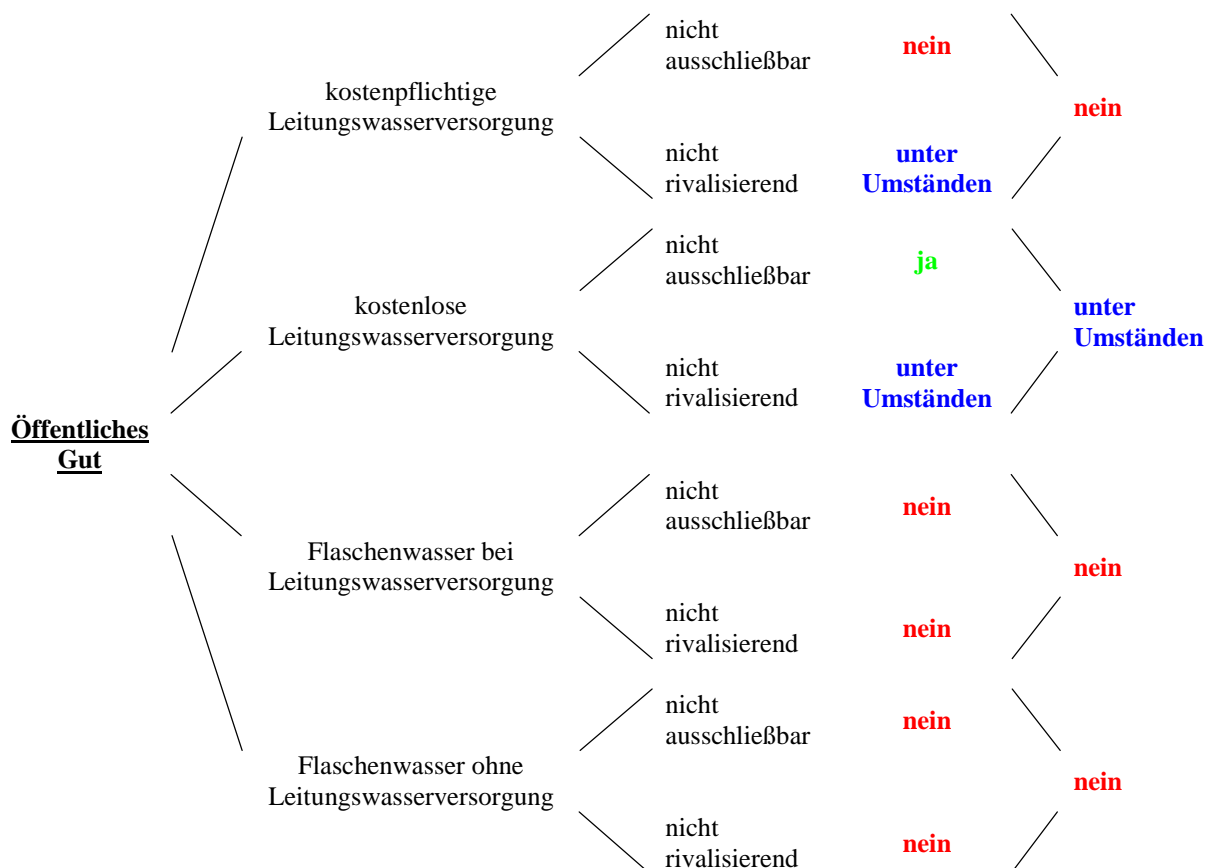 nicht
ausschließbar
nein
kostenpflichtige
Leitungswasserversorgung
nein
nicht
rivalisierend
unter
Umständen
nicht
ausschließbar
ja
kostenlose
Leitungswasserversorgung
unter
Umständen
nicht
rivalisierend
unter
Umständen
Öffentliches
Gut
nicht
ausschließbar
nein
Flaschenwasser bei
Leitungswasserversorgung
nein
nicht
rivalisierend
nein
nicht
ausschließbar
nein
Flaschenwasser ohne
Leitungswasserversorgung
nein
nicht
rivalisierend
nein